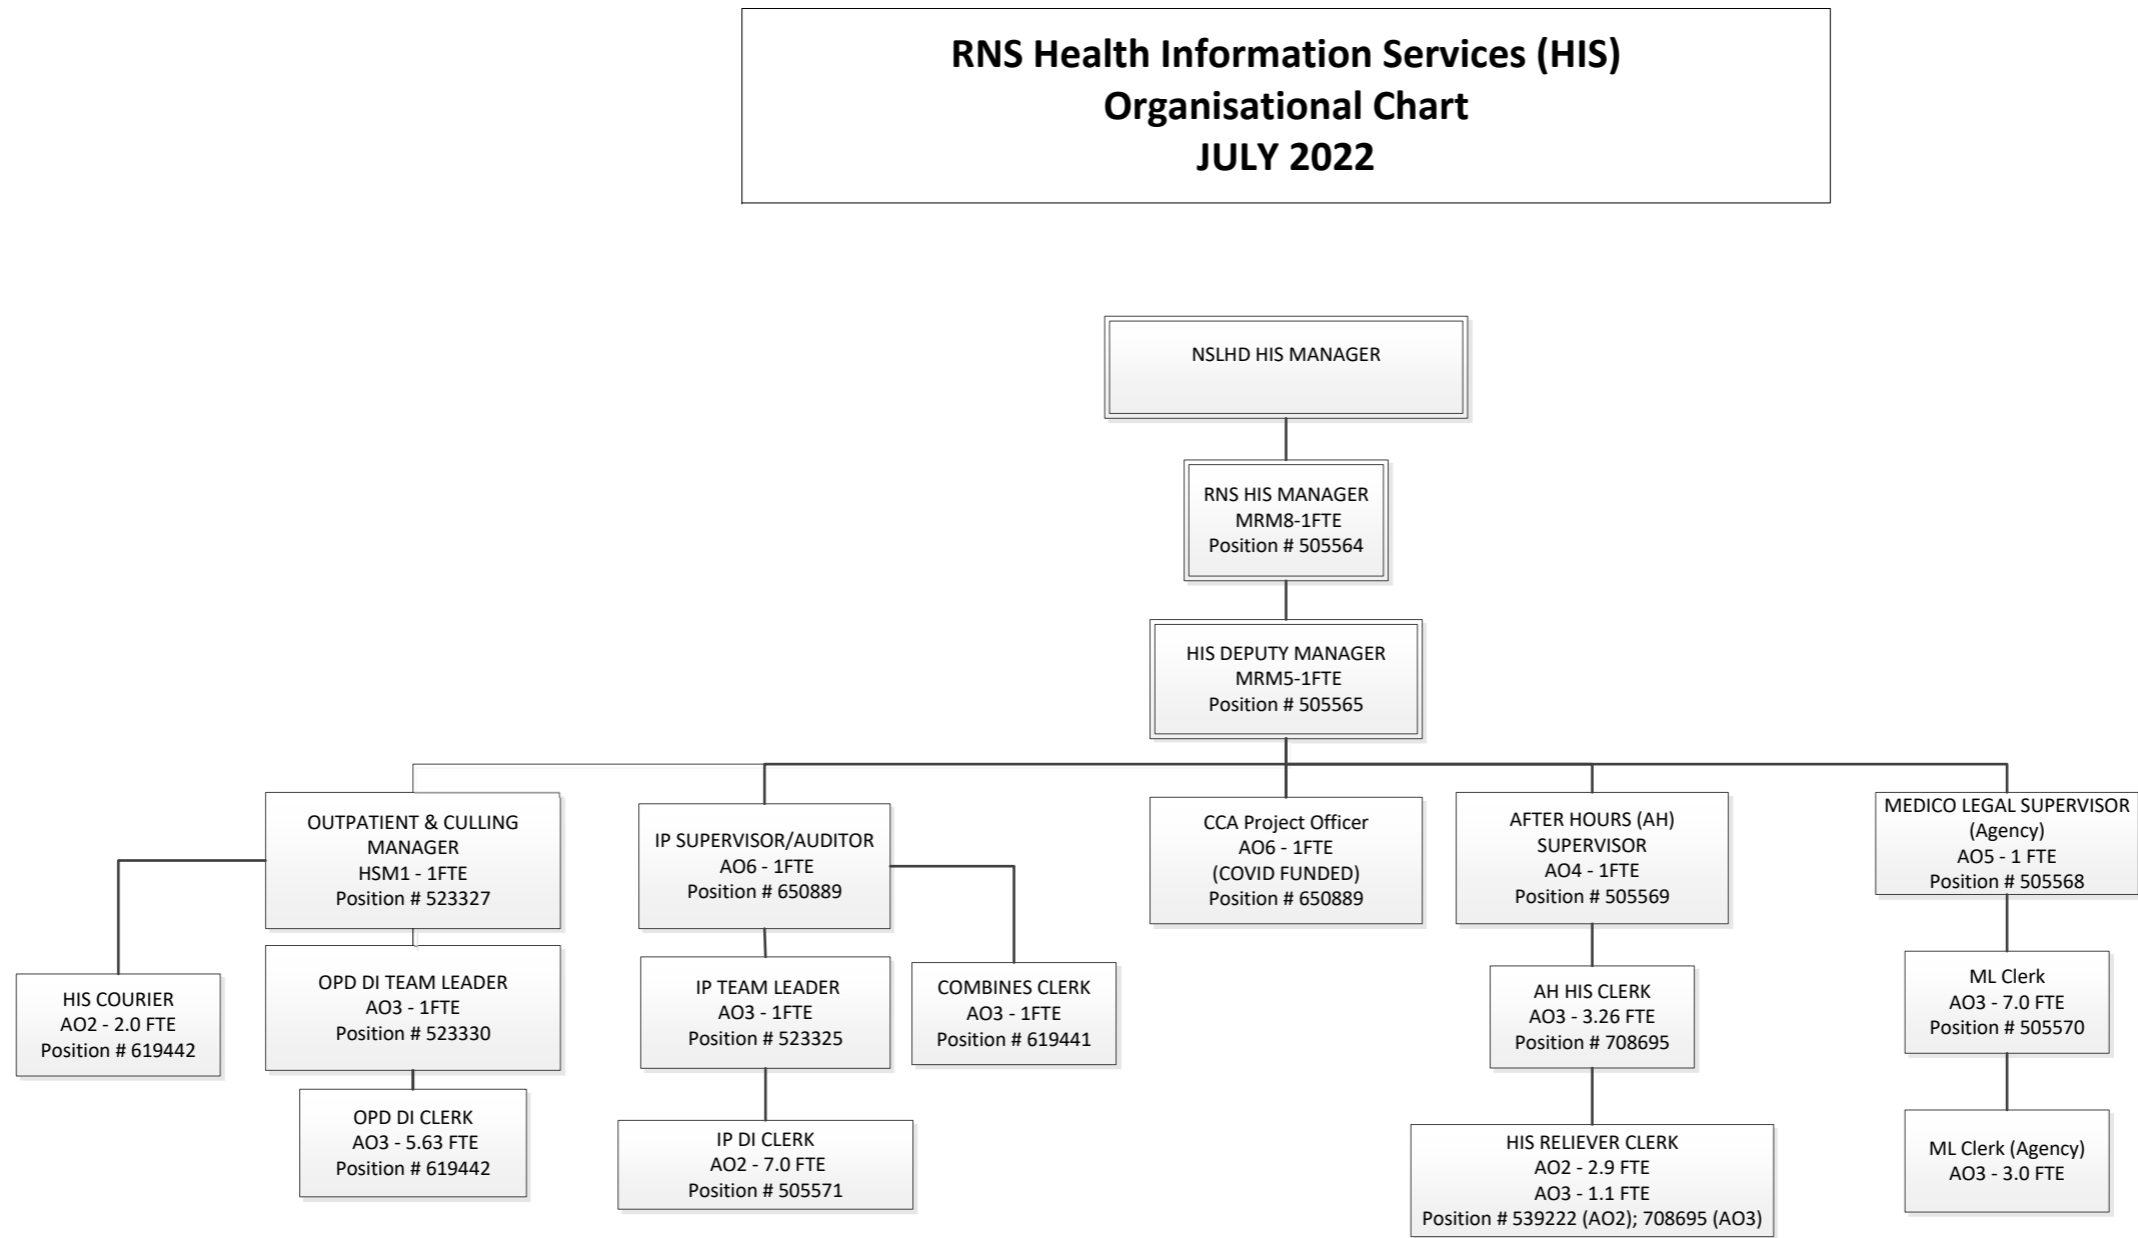 RNS Health Information Services (HIS)
Organisational Chart
JULY 2022
NSLHD HIS MANAGER
RNS HIS MANAGER
MRM8-1FTE
Position # 505564
HIS DEPUTY MANAGER
MRM5-1FTE
Position # 505565
OUTPATIENT & CULLING
MANAGER
HSM1 - 1FTE
Position # 523327
IP SUPERVISOR/AUDITOR
AO6 - 1FTE
Position # 650889
CCA Project Officer
AO6 - 1FTE
(COVID FUNDED)
Position # 650889
AFTER HOURS (AH)
SUPERVISOR
AO4 - 1FTE
Position # 505569
MEDICO LEGAL SUPERVISOR
(Agency)
AO5 - 1 FTE
Position # 505568
HIS COURIER
AO2 - 2.0 FTE
Position # 619442
OPD DI TEAM LEADER
AO3 - 1FTE
Position # 523330
IP TEAM LEADER
AO3 - 1FTE
Position # 523325
COMBINES CLERK
AO3 - 1FTE
Position # 619441
AH HIS CLERK
AO3 - 3.26 FTE
Position # 708695
ML Clerk
AO3 - 7.0 FTE
Position # 505570
OPD DI CLERK
AO3 - 5.63 FTE
Position # 619442
IP DI CLERK
AO2 - 7.0 FTE
Position # 505571
HIS RELIEVER CLERK
AO2 - 2.9 FTE
AO3 - 1.1 FTE
Position # 539222 (AO2); 708695 (AO3)
ML Clerk (Agency)
AO3 - 3.0 FTE